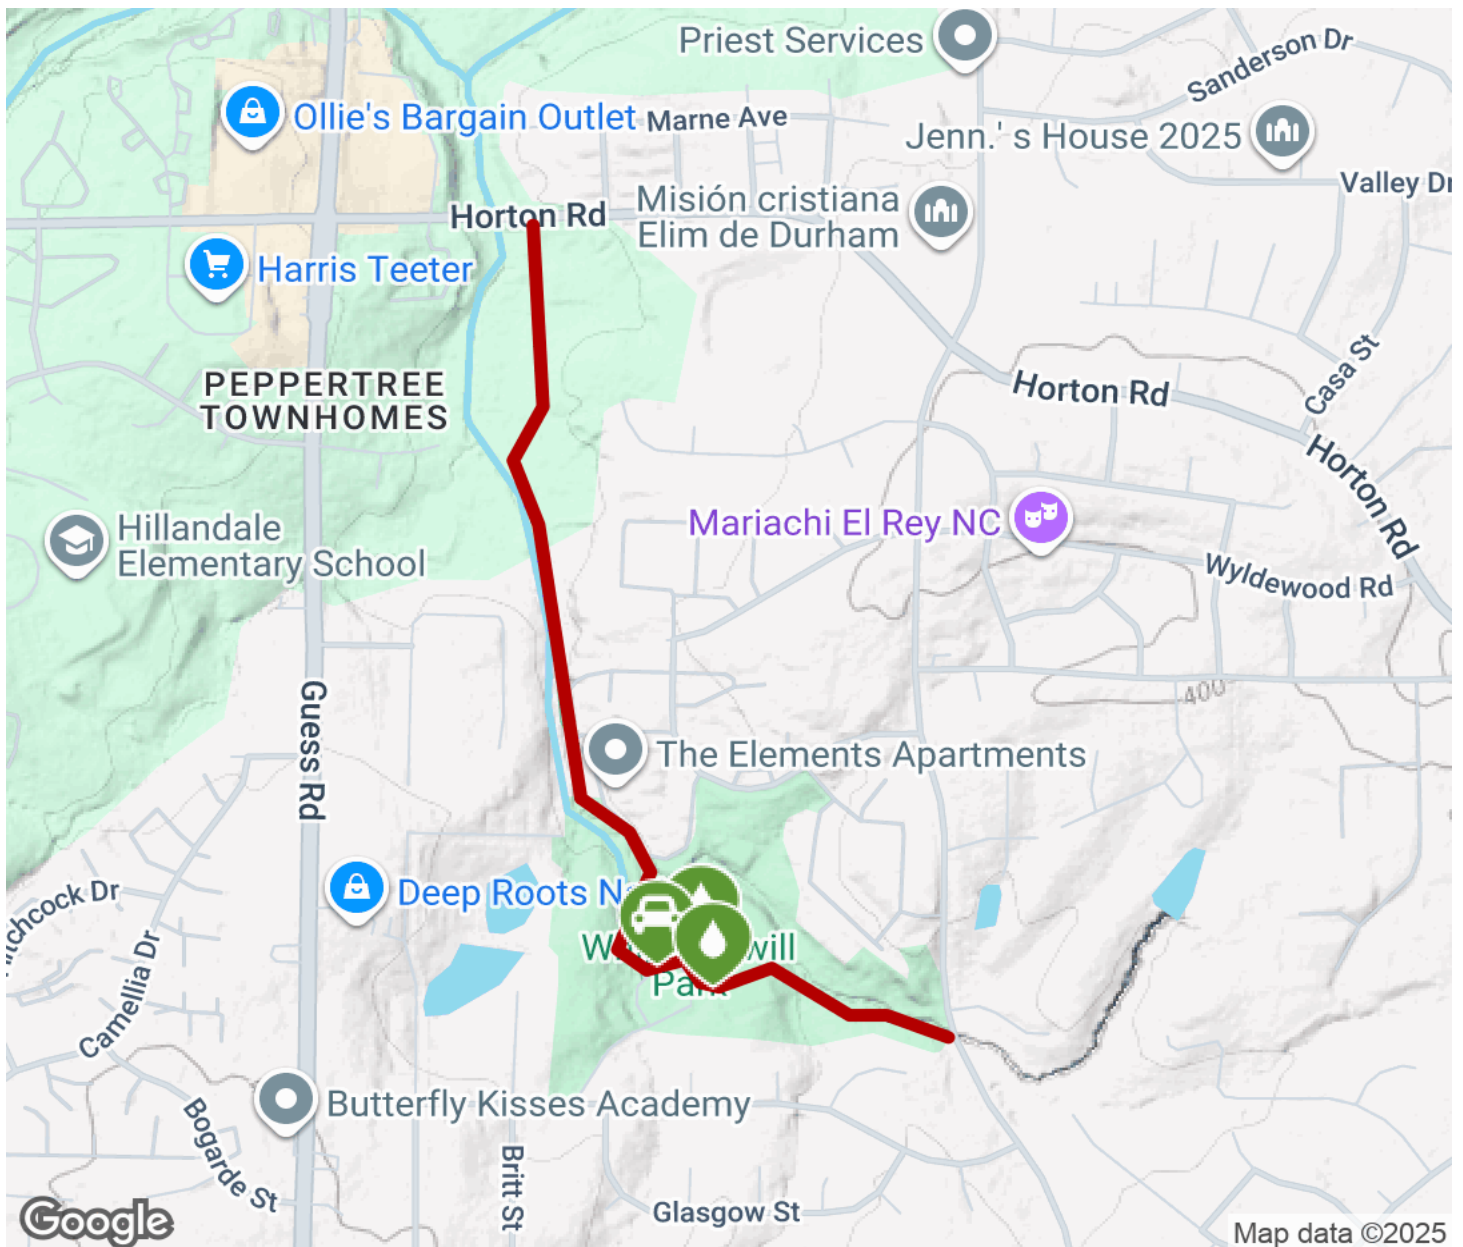 Priest Services
Sanderson Dr
Ollie's Bargain Outlet
Marne Ave
Jenn.' s House 2025
Valley Dr
Misión cristiana
Elim de Durham
Horton Rd
Harris Teeter
PEPPERTREE
TOWNHOMES
Horton Rd
Casa St
Horton Rd
Hillandale
Elementary School
Mariachi El Rey NC
Wyldewood Rd
400
Guess Rd
The Elements Apartments
Deep Roots
Camellia Dr
will
Park
Butterfly Kisses Academy
Bogarde St
Britt St
Glasgow St
Google
Map data ©2025